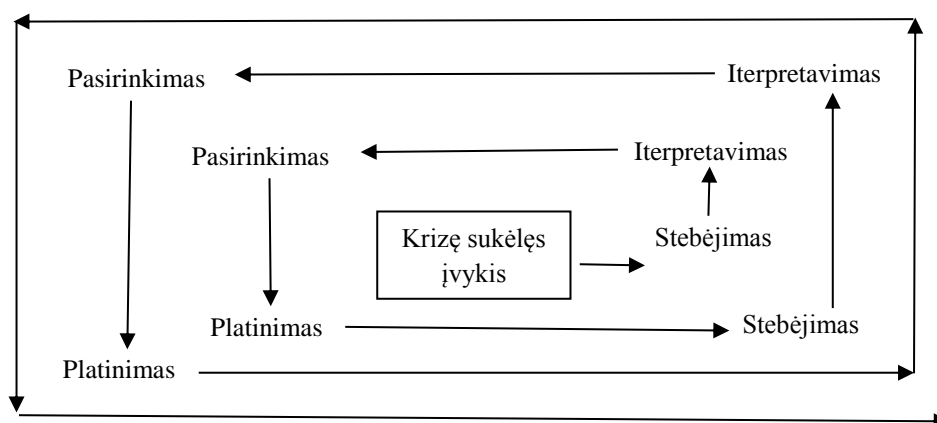 Pasirinkimas
Iterpretavimas
Pasirinkimas
Iterpretavimas
Krizę sukėlęs
įvykis
Stebėjimas
Platinimas
Stebėjimas
Platinimas